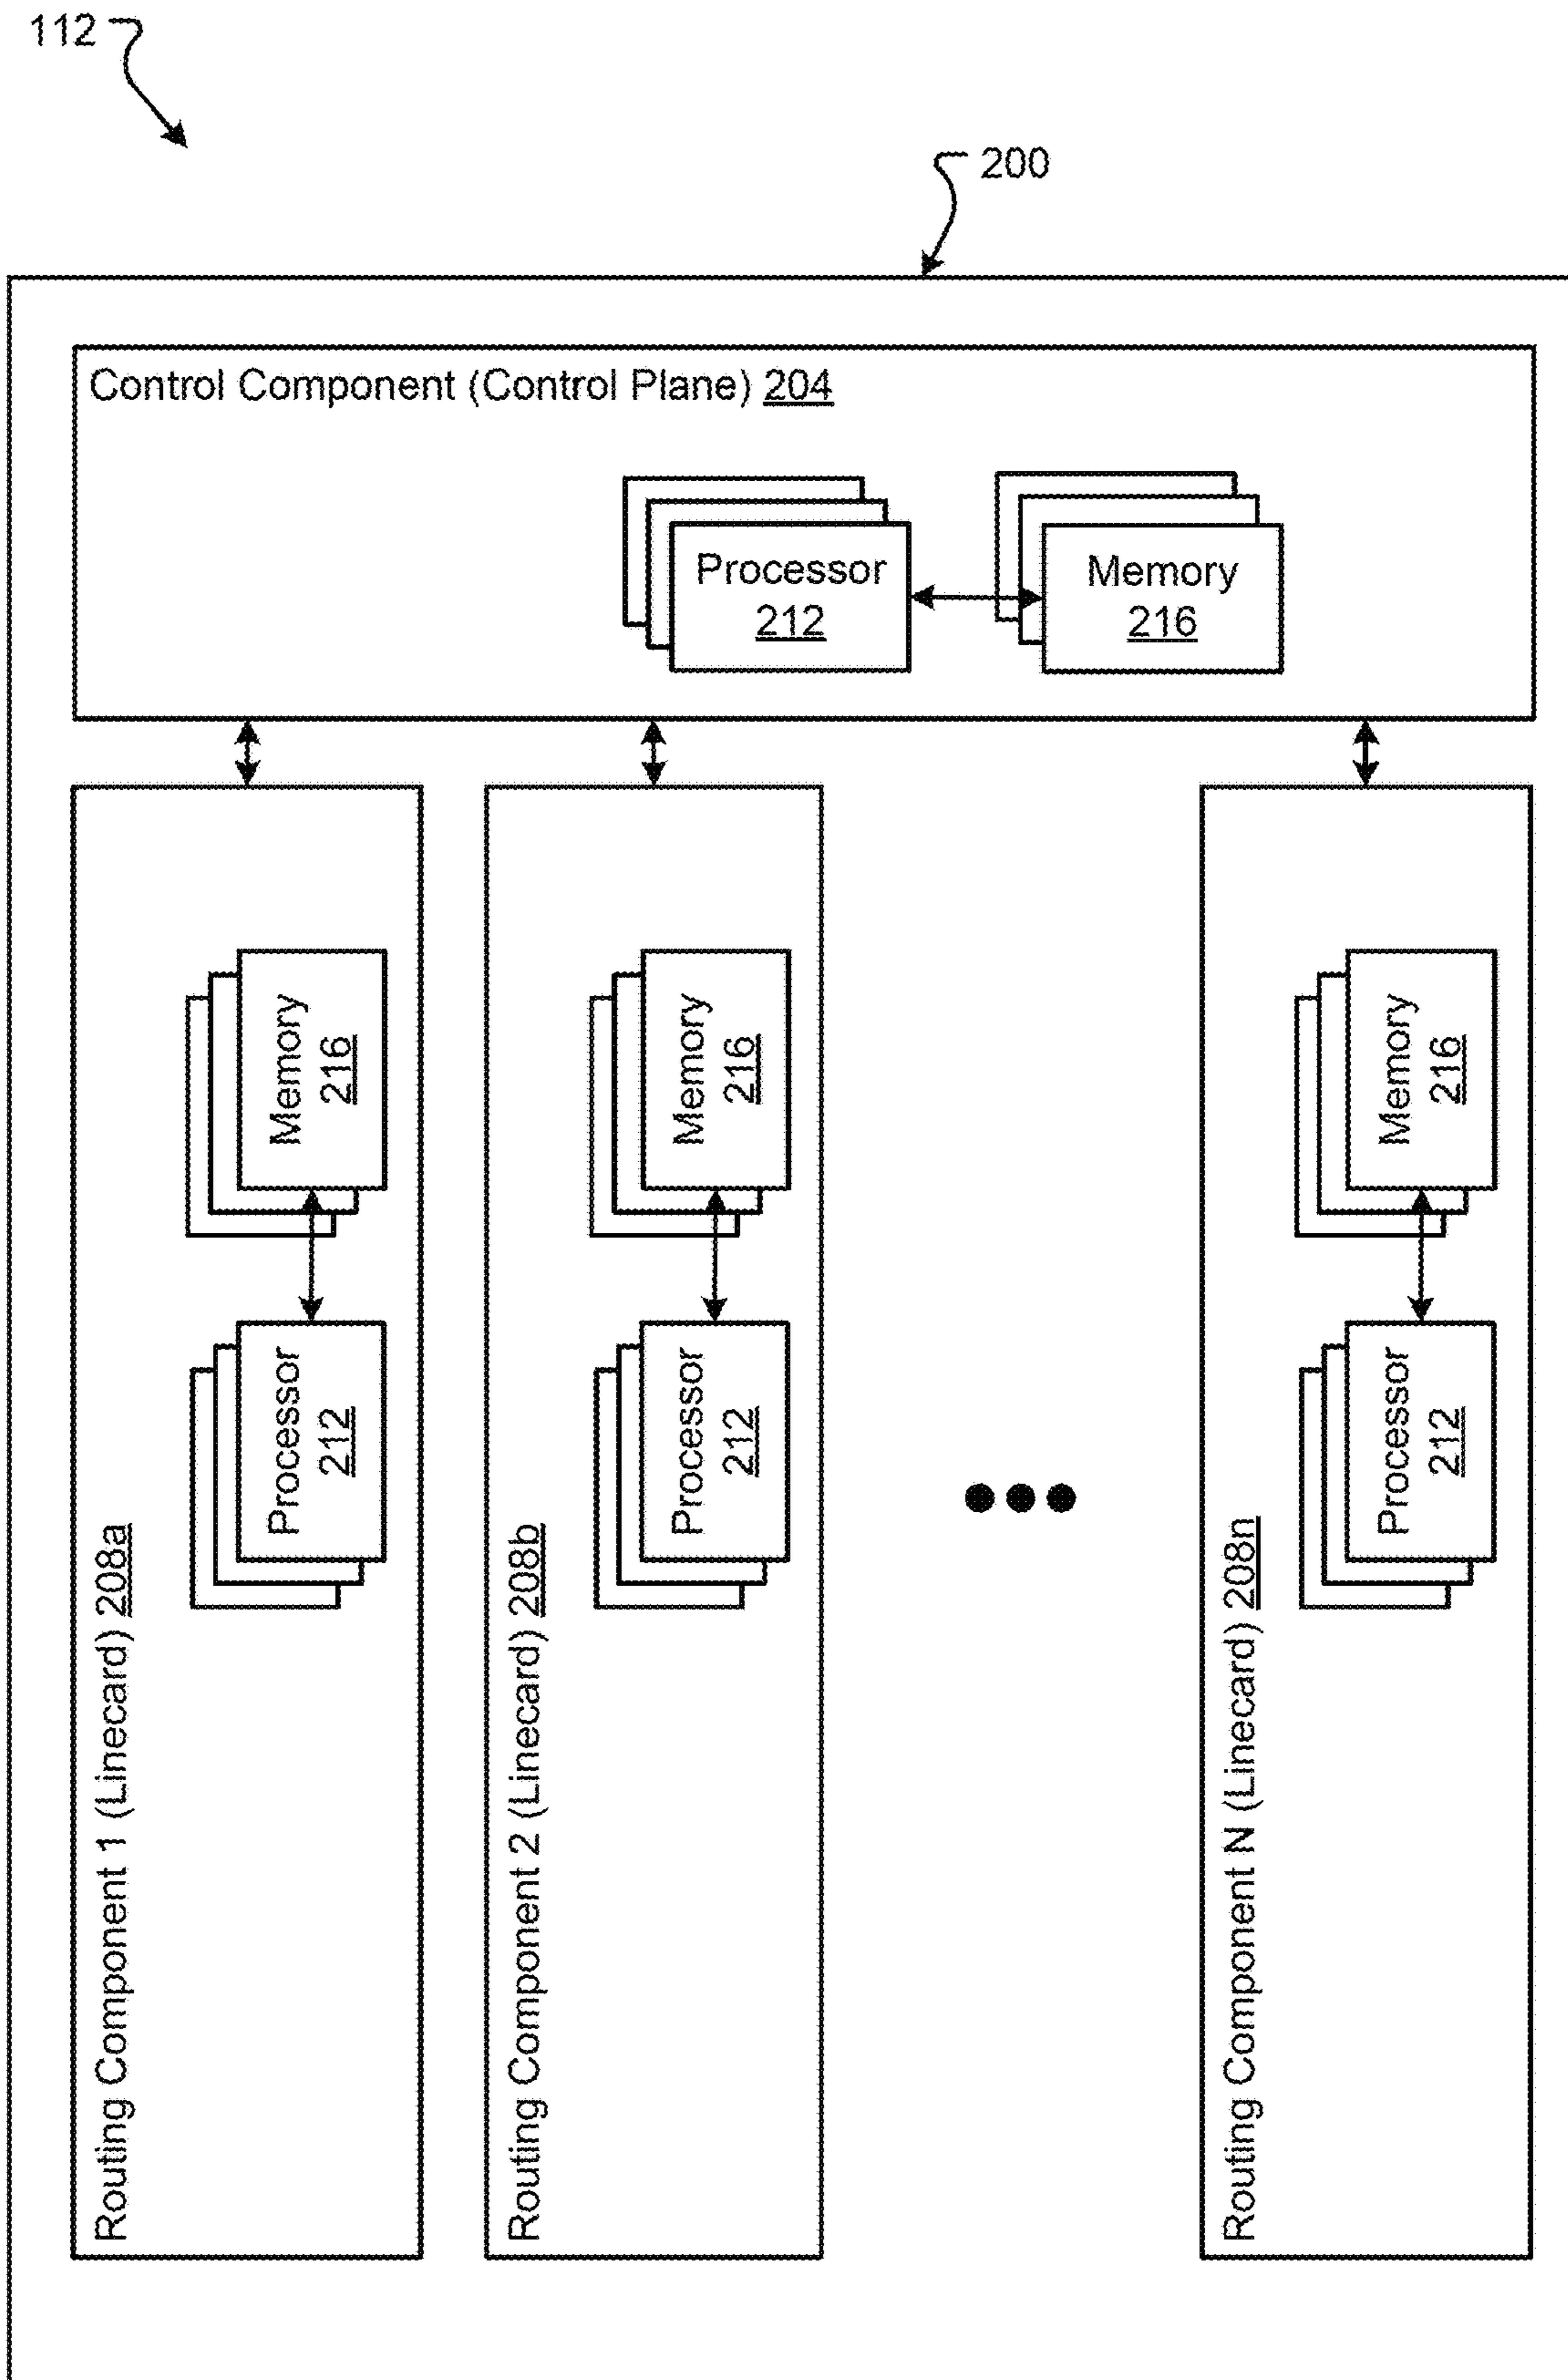 112
200
Control Component (Control Plane) 204
Processor
212
Memory
216
Routing Component 1 (Linecard) 208a
Processor
212
Memory
216
Routing Component 2 (Linecard) 208b
Processor
212
Memory
216
Routing Component N (Linecard) 208n
Processor
212
Memory
216